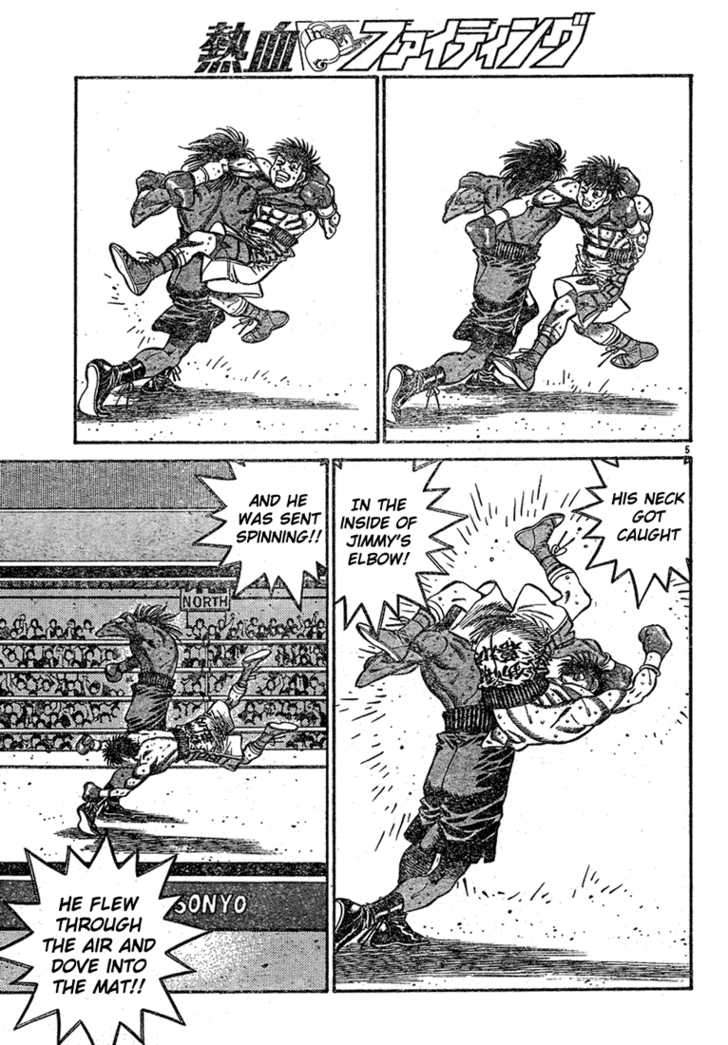 熱血ファイティング
5
HIS NECK
GOT
CAUGHT
IN THE
INSIDE OF
JIMMY'S
ELBOW!
AND HE
WAS SENT
SPINNING!!
NORTH
SONYO
HE FLEW
THROUGH
THE AIR AND
DOVE INTO
THE MAT!!